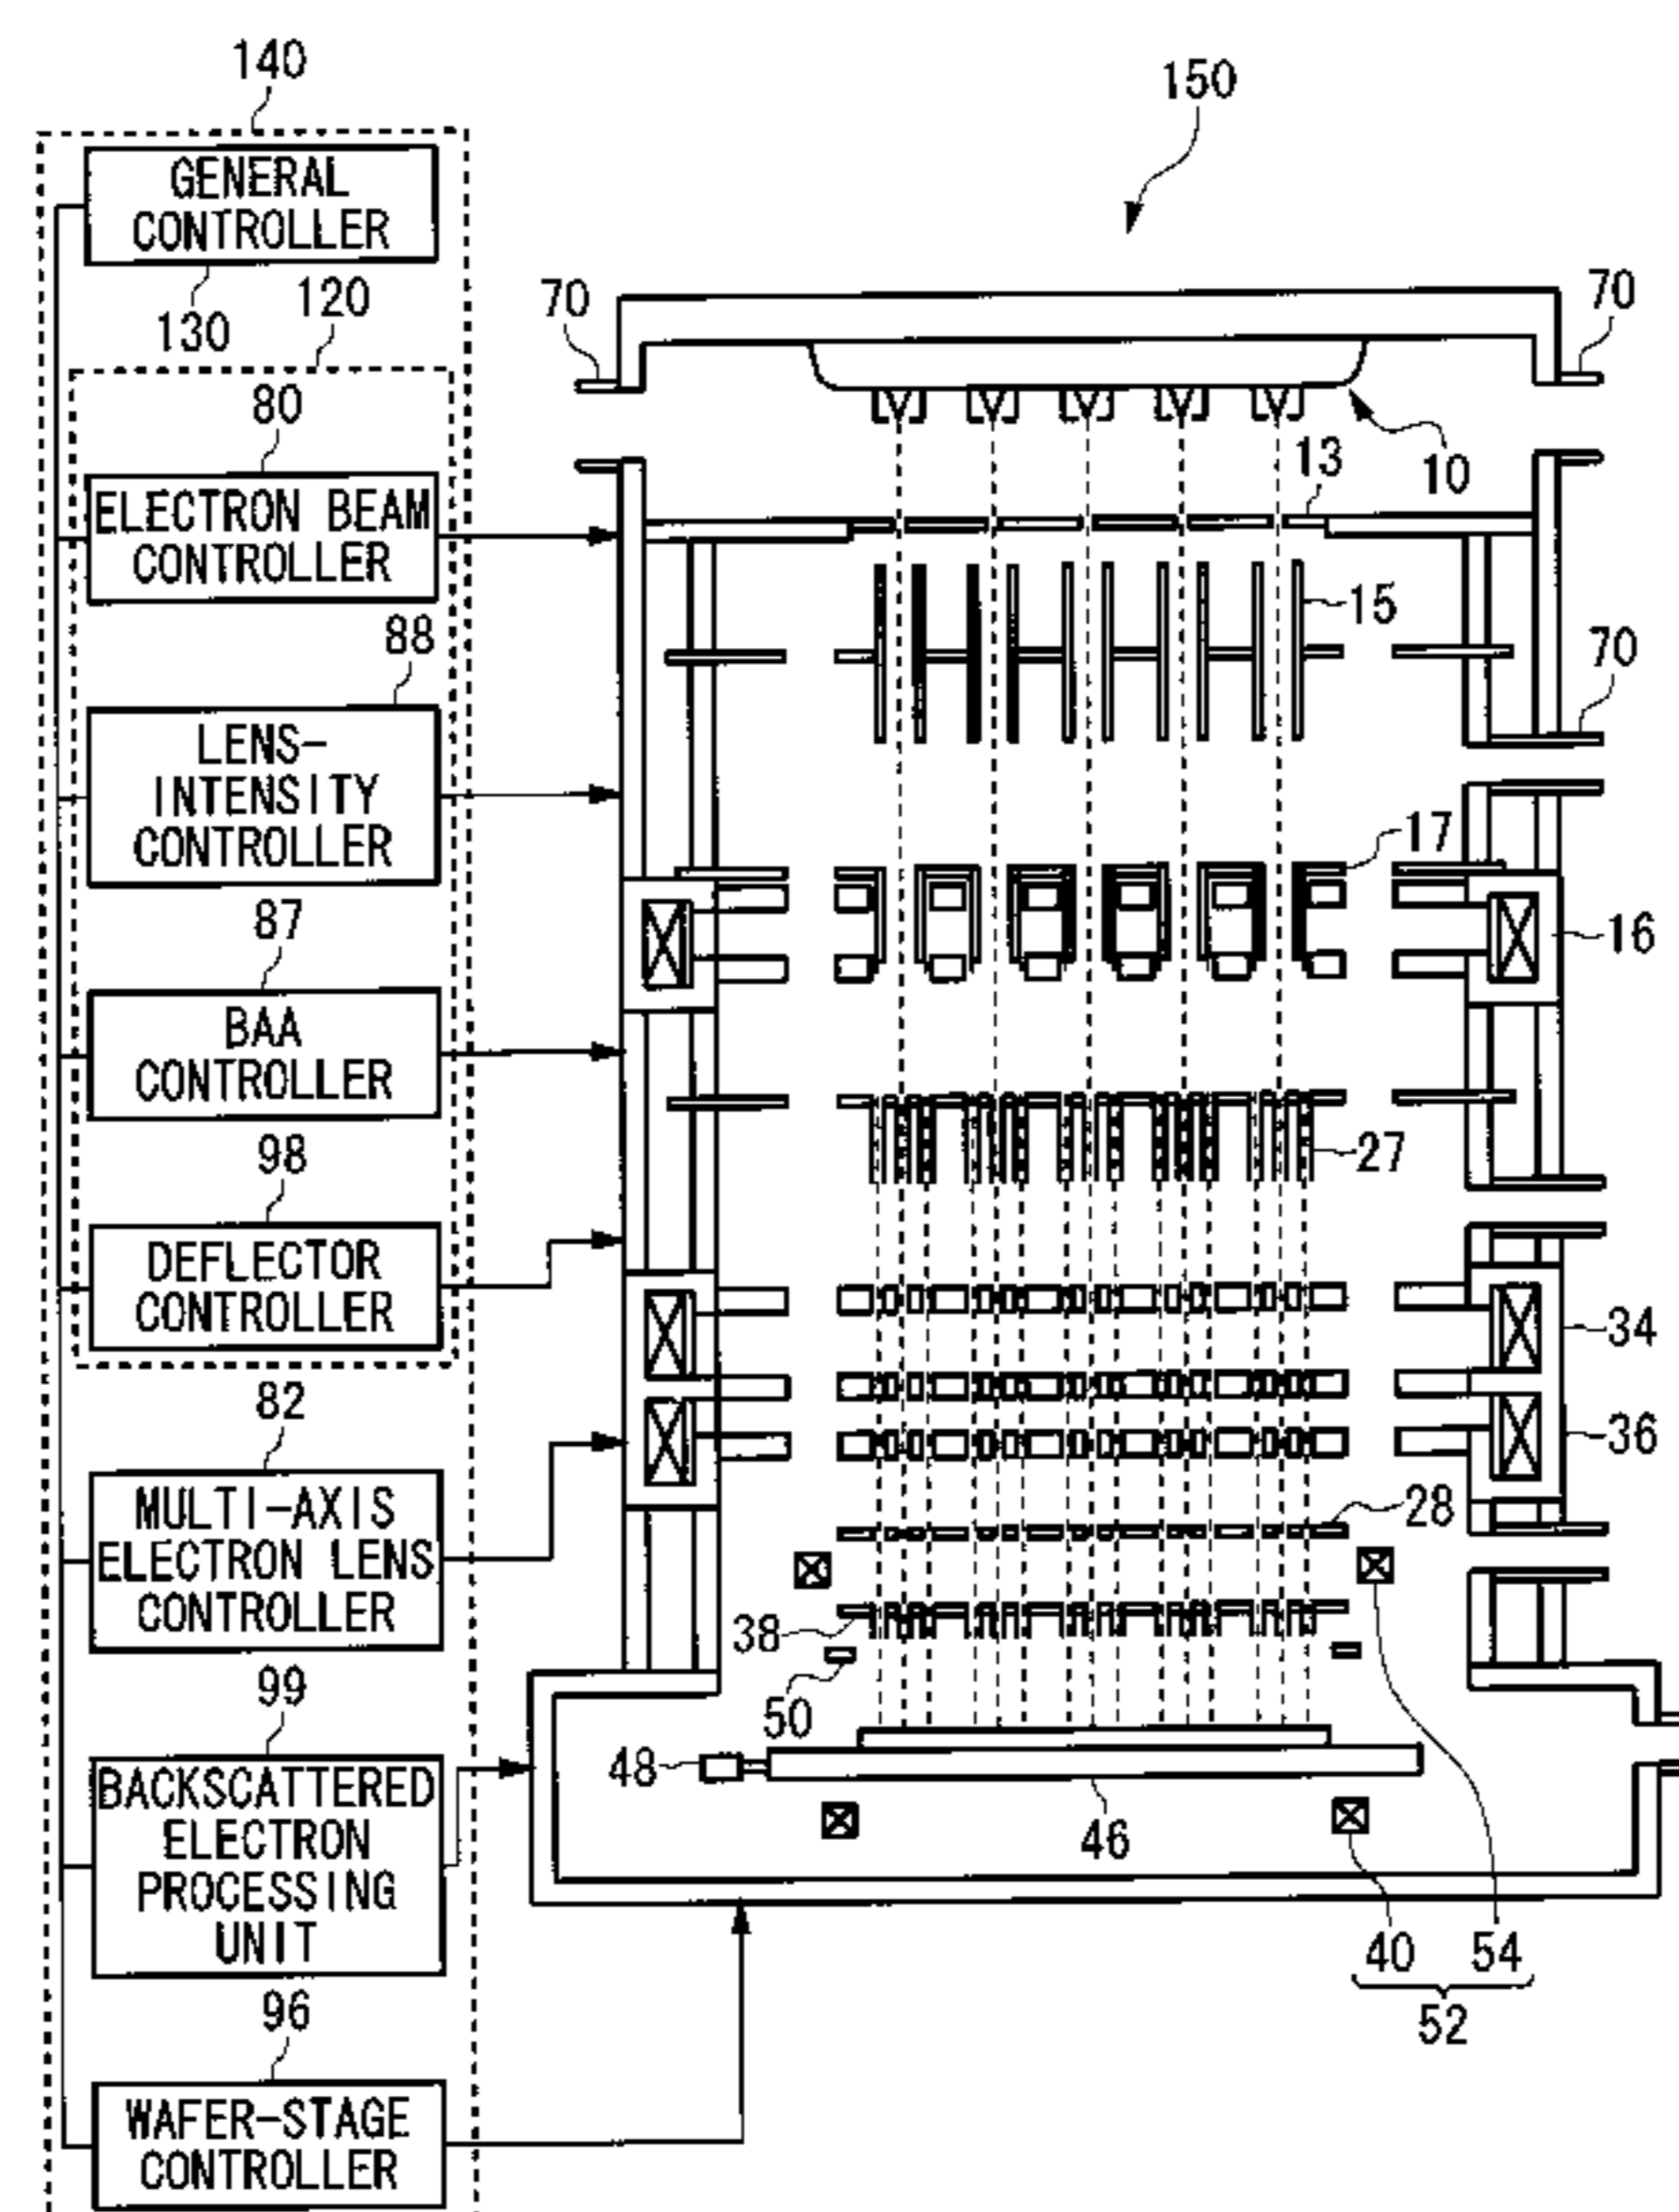 140
150
GENERAL
CONTROLLER
130
120
70
70
80
10
13
ELECTRON BEAM
CONTROLLER
15
88
70
LENS-
INTENSITY
CONTROLLER
17
87
16
BAA
CONTROLLER
27
98
DEFLECTOR
CONTROLLER
34
82
36
MULTI-AXIS
ELECTRON LENS
CONTROLLER
28
38
99
50
BACKSCATTERED
ELECTRON
PROCESSING
UNIT
48
46
40
54
52
96
WAFER-STAGE
CONTROLLER